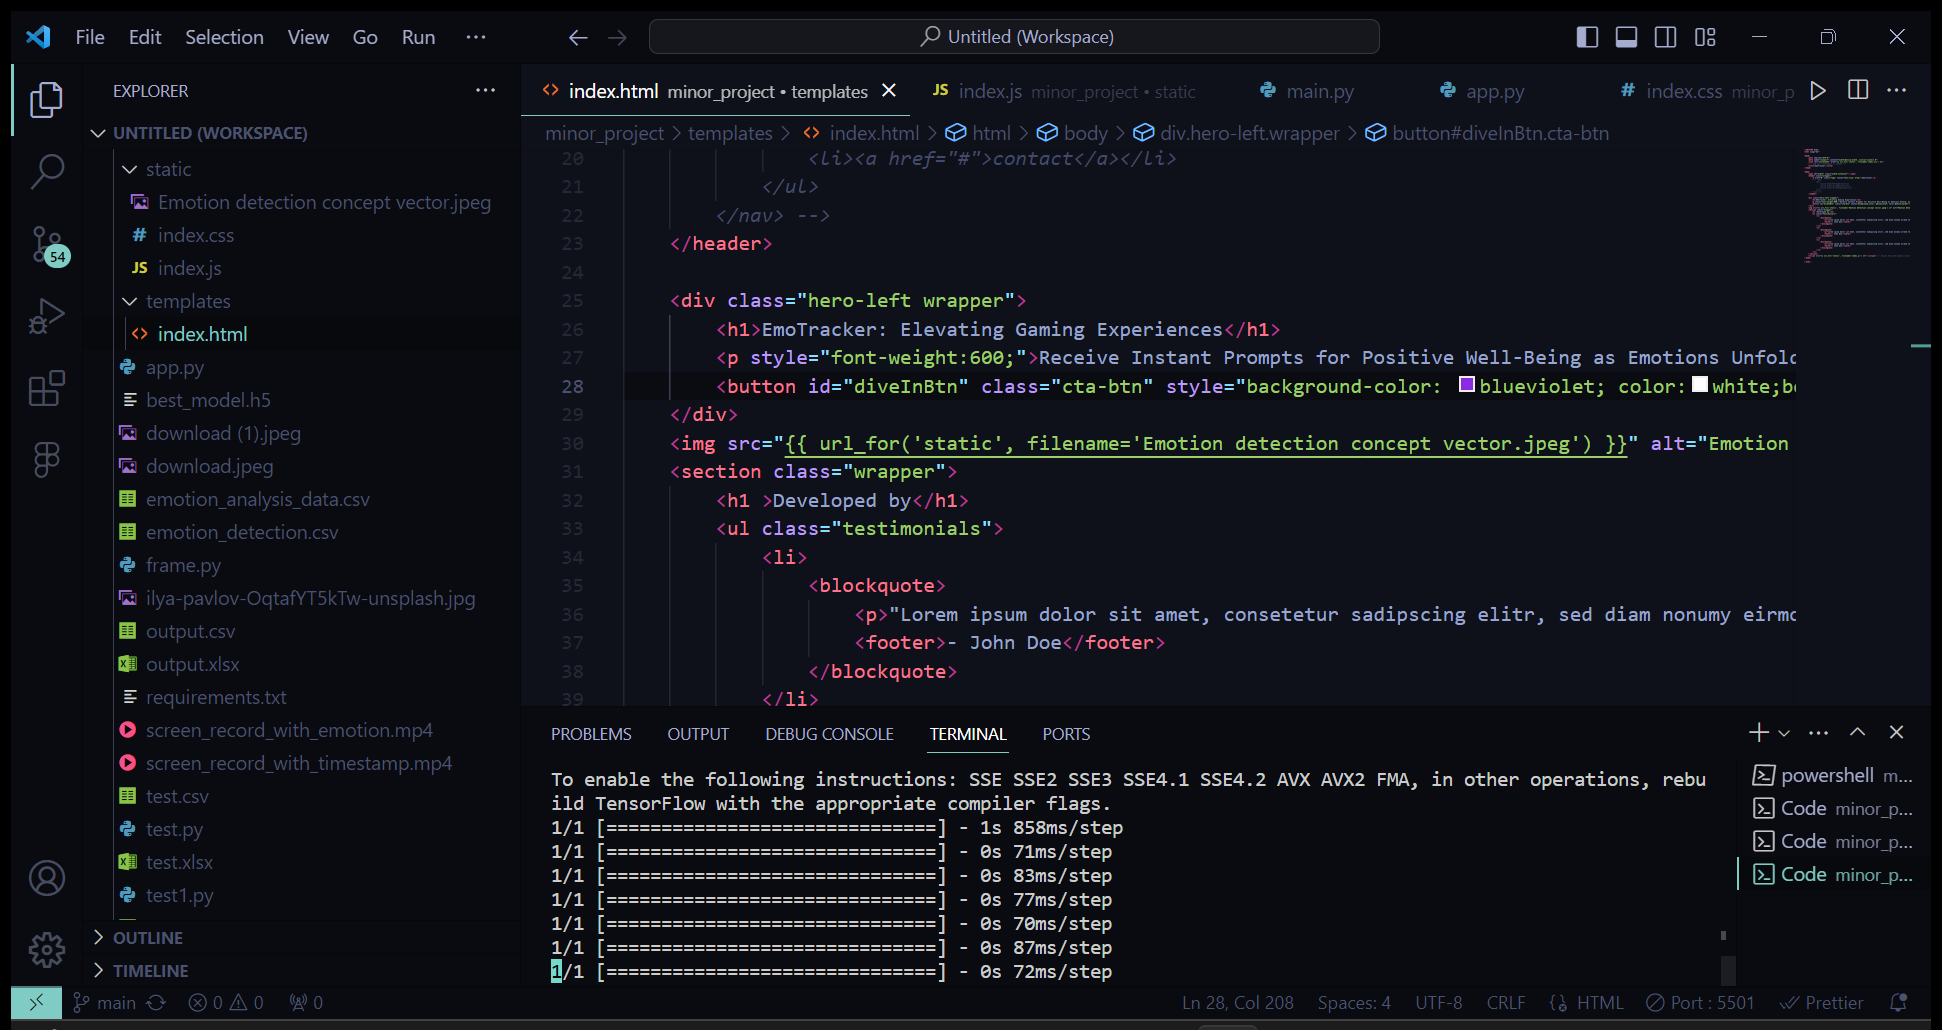 File Edit Selection View Go Run ···
Untitled (Workspace)
EXPLORER
UNTITLED (WORKSPACE)
static
Emotion detection concept vector.jpeg
# index.css
JS index.js
templates
<> index.html
app.py
best_model.h5
download (1).jpeg
download.jpeg
emotion_analysis_data.csv
emotion_detection.csv
frame.py
ilya-pavlov-OqtafYT5kTw-unsplash.jpg
output.csv
output.xlsx
requirements.txt
screen_record_with_emotion.mp4
screen_record_with_timestamp.mp4
test.csv
test.py
test.xlsx
test1.py
OUTLINE
TIMELINE
54
<> index.html minor_project • templates
JS index.js minor_project • static
main.py
app.py
# index.css minor_p
minor_project > templates > <> index.html > html > body > div.hero-left.wrapper > button#diveInBtn.cta-btn
20 <li><a href="#">contact</a></li>
21 </ul>
22 </nav> -->
23 </header>
24
25 <div class="hero-left wrapper">
26 <h1>EmoTracker: Elevating Gaming Experiences</h1>
27 <p style="font-weight:600;">Receive Instant Prompts for Positive Well-Being as Emotions Unfol
28 <button id="diveInBtn" class="cta-btn" style="background-color: blueviolet; color: white;b
29 </div>
30 <img src="{{ url_for('static', filename='Emotion detection concept vector.jpeg') }}" alt="Emotion
31 <section class="wrapper">
32 <h1 >Developed by</h1>
33 <ul class="testimonials">
34 <li>
35 <blockquote>
36 <p>"Lorem ipsum dolor sit amet, consetetur sadipscing elitr, sed diam nonumy eirmo
37 <footer>- John Doe</footer>
38 </blockquote>
39 </li>
PROBLEMS OUTPUT DEBUG CONSOLE TERMINAL PORTS
To enable the following instructions: SSE SSE2 SSE3 SSE4.1 SSE4.2 AVX AVX2 FMA, in other operations, rebu
ild TensorFlow with the appropriate compiler flags.
1/1 [==============================] - 1s 858ms/step
1/1 [==============================] - 0s 71ms/step
1/1 [==============================] - 0s 83ms/step
1/1 [==============================] - 0s 77ms/step
1/1 [==============================] - 0s 70ms/step
1/1 [==============================] - 0s 87ms/step
1/1 [==============================] - 0s 72ms/step
powershell m...
Code minor_p...
Code minor_p...
Code minor_p...
main 0 0 0
Ln 28, Col 208 Spaces: 4 UTF-8 CRLF HTML Port : 5501 Prettier